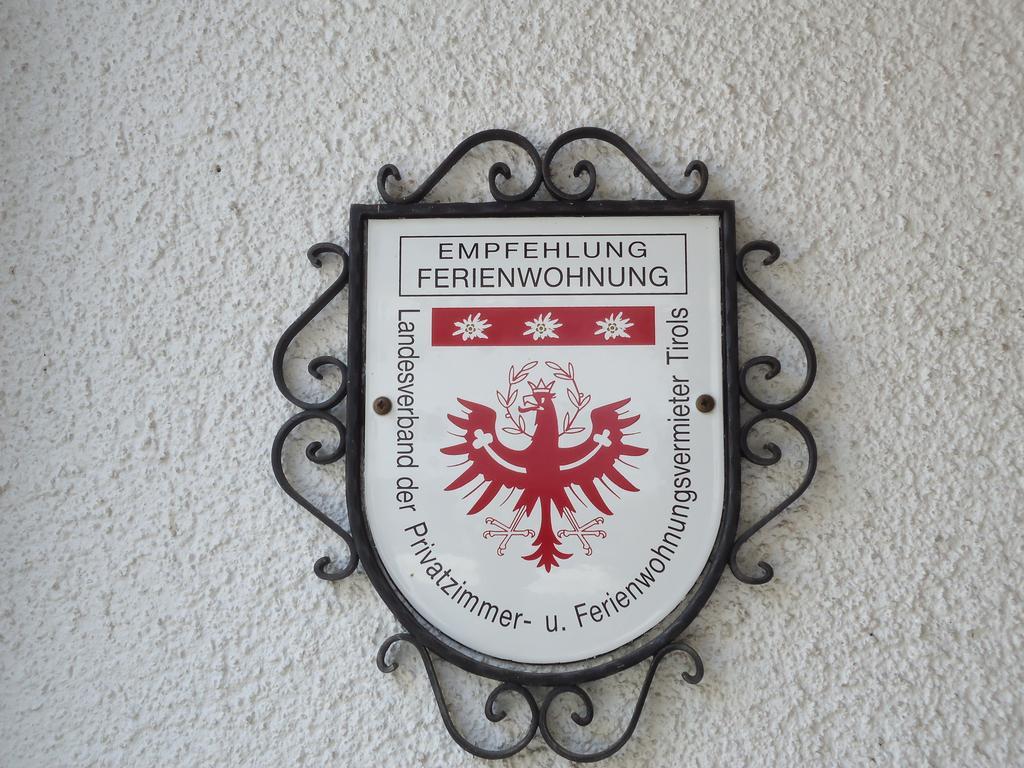 EMPFEHLUNG
FERIENWOHNUNG
Landesverband der Privatzimmer- u. Ferienwohnungsvermieter Tirols